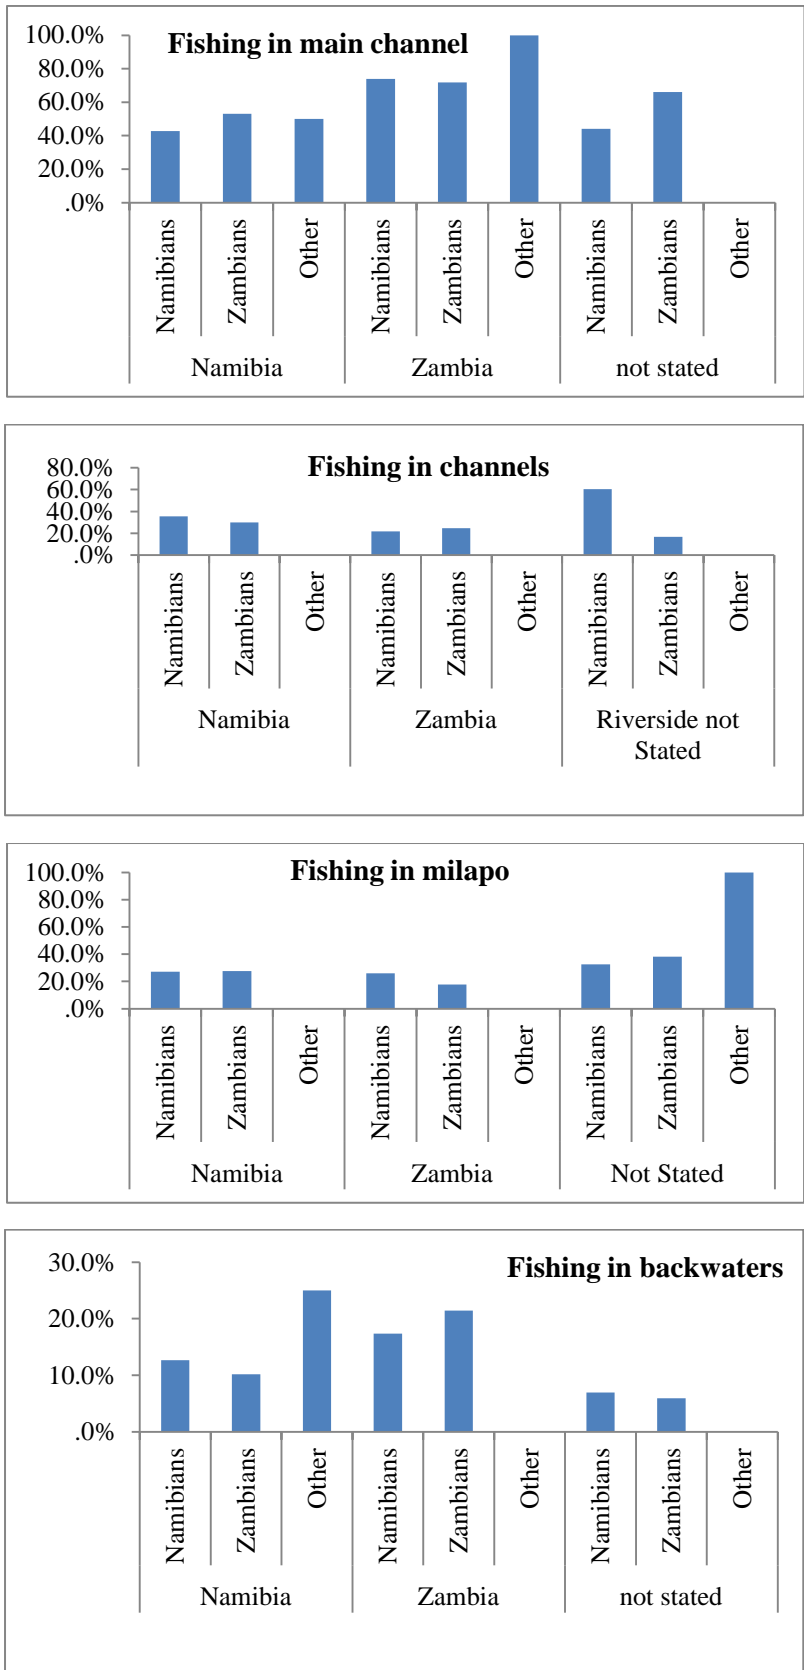 Fishing in main channel
100.0%
80.0%
60.0%
40.0%
20.0%
.0%
Namibians
Zambians
Other
Namibians
Zambians
Other
Namibians
Zambians
Other
Namibia
Zambia
not stated
Fishing in channels
80.0%
60.0%
40.0%
20.0%
.0%
Namibians
Zambians
Other
Namibians
Zambians
Other
Namibians
Zambians
Other
Namibia
Zambia
Riverside not
Stated
Fishing in milapo
100.0%
80.0%
60.0%
40.0%
20.0%
.0%
Namibians
Zambians
Other
Namibians
Zambians
Other
Namibians
Zambians
Other
Namibia
Zambia
Not Stated
Fishing in backwaters
30.0%
20.0%
10.0%
.0%
Namibians
Zambians
Other
Namibians
Zambians
Other
Namibians
Zambians
Other
Namibia
Zambia
not stated